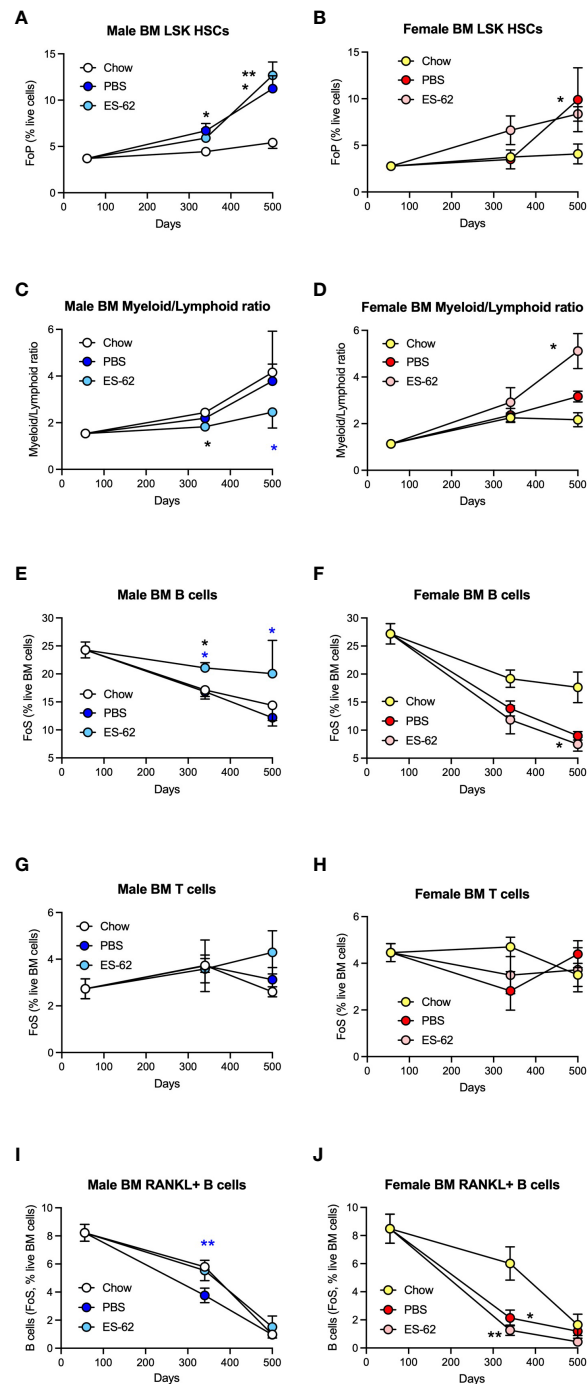 A
Male BM LSK HSCs
FoP (% live cells)
15
10
5
0
Chow
PBS
ES-62
*
**
*
0 100 200 300 400 500
Days
B
Female BM LSK HSCs
FoP (% live cells)
15
10
5
0
Chow
PBS
ES-62
*
0 100 200 300 400 500
Days
C
Male BM Myeloid/Lymphoid ratio
Myeloid/Lymphoid ratio
6
4
2
0
Chow
PBS
ES-62
*
*
0 100 200 300 400 500
Days
D
Female BM Myeloid/Lymphoid ratio
Myeloid/Lymphoid ratio
6
4
2
0
Chow
PBS
ES-62
*
0 100 200 300 400 500
Days
E
Male BM B cells
FoS (% live BM cells)
30
25
20
15
10
5
*
*
*
Chow
PBS
ES-62
0 100 200 300 400 500
Days
F
Female BM B cells
FoS (% live BM cells)
30
25
20
15
10
5
Chow
PBS
ES-62
*
0 100 200 300 400 500
Days
G
Male BM T cells
FoS (% live BM cells)
6
4
2
0
Chow
PBS
ES-62
0 100 200 300 400 500
Days
H
Female BM T cells
FoS (% live BM cells)
6
4
2
0
Chow
PBS
ES-62
0 100 200 300 400 500
Days
I
Male BM RANKL+ B cells
B cells (FoS, % live BM cells)
10
8
6
4
2
0
**
Chow
PBS
ES-62
0 100 200 300 400 500
Days
J
Female BM RANKL+ B cells
B cells (FoS, % live BM cells)
10
8
6
4
2
0
Chow
PBS
ES-62
*
**
0 100 200 300 400 500
Days